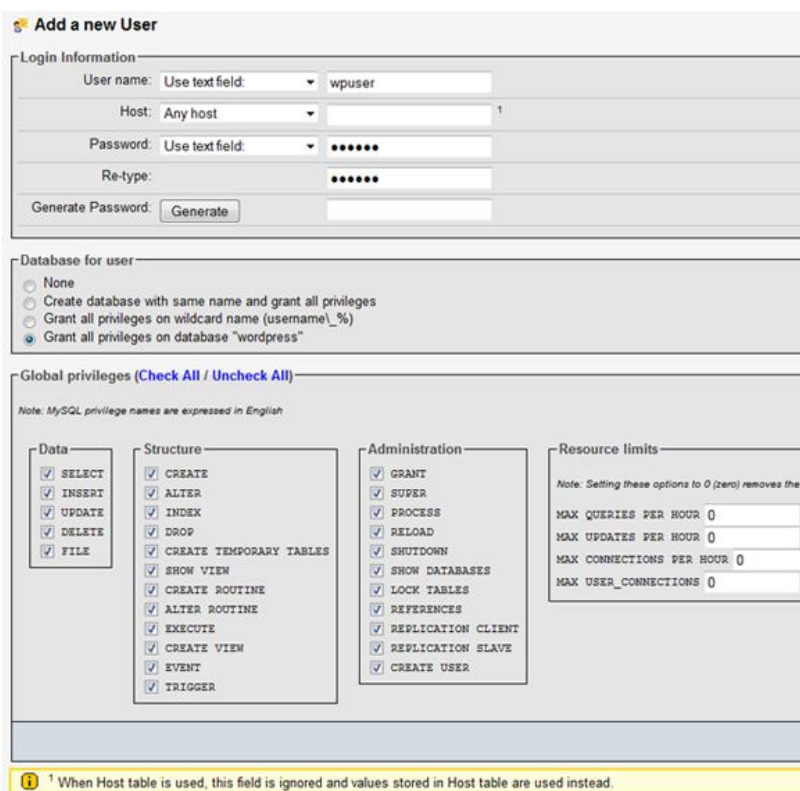 Add a new User
Login Information
User name: Use text field: wpuser
Host: Any host 1
Password: Use text field: ••••••
Re-type: ••••••
Generate Password: Generate
Database for user
None
Create database with same name and grant all privileges
Grant all privileges on wildcard name (username\_%)
Grant all privileges on database "wordpress"
Global privileges (Check All / Uncheck All)
Note: MySQL privilege names are expressed in English
Data
SELECT
INSERT
UPDATE
DELETE
FILE
Structure
CREATE
ALTER
INDEX
DROP
CREATE TEMPORARY TABLES
SHOW VIEW
CREATE ROUTINE
ALTER ROUTINE
EXECUTE
CREATE VIEW
EVENT
TRIGGER
Administration
GRANT
SUPER
PROCESS
RELOAD
SHUTDOWN
SHOW DATABASES
LOCK TABLES
REFERENCES
REPLICATION CLIENT
REPLICATION SLAVE
CREATE USER
Resource limits
Note: Setting these options to 0 (zero) removes the
MAX QUERIES PER HOUR 0
MAX UPDATES PER HOUR 0
MAX CONNECTIONS PER HOUR 0
MAX USER_CONNECTIONS 0
1 When Host table is used, this field is ignored and values stored in Host table are used instead.